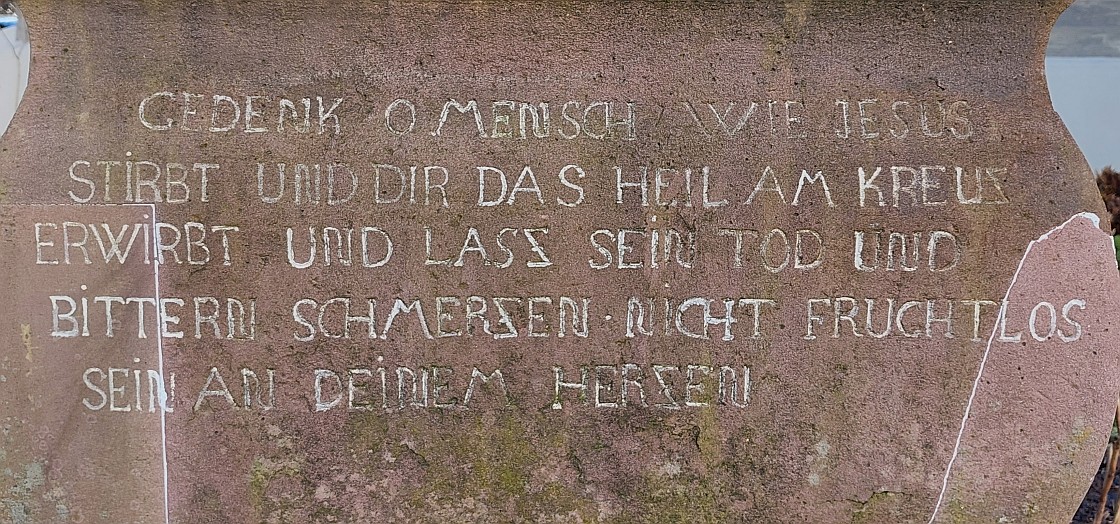 GEDENK O MENSCH WIE JESUS
STIRBT UND DIR DAS HEIL AM KREUZ
ERWIRBT UND LASZ SEIN TOD UND
BITTERN SCHMERZEN · NICHT FRUCHTLOS
SEIN AN DEINEM HERZEN